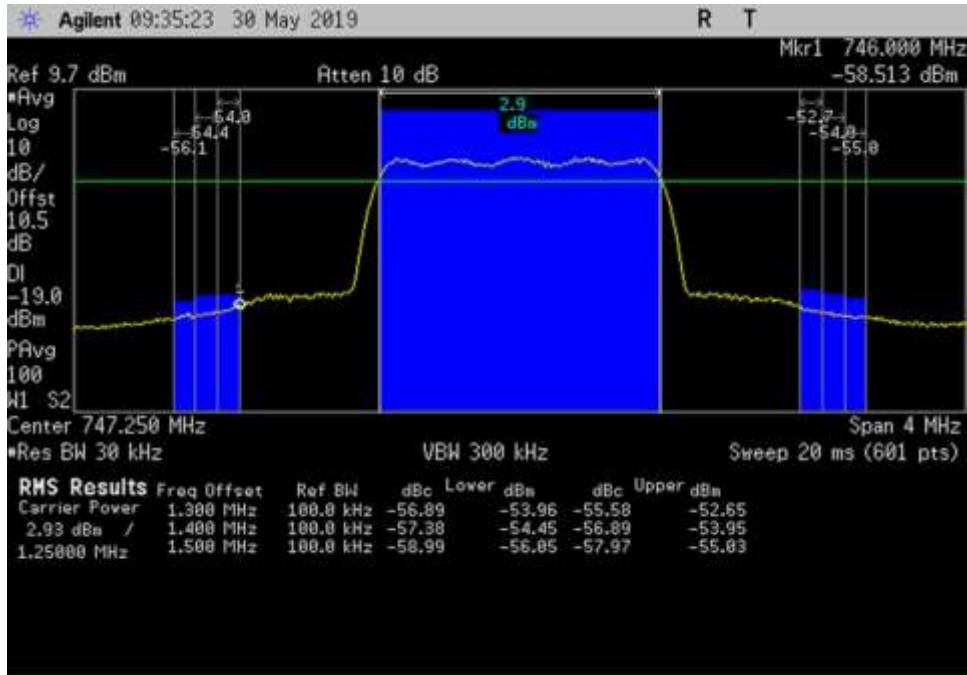 Agilent 09:35:23 30 May 2019 R T
Mkr1 746.000 MHz
Ref 9.7 dBm Atten 10 dB -58.513 dBm
*Avg
Log
10
dB/
Offst
10.5
dB
DI
-19.0
dBm
PAvg
100
W1 S2
2.9
dBm
-54.0
-54.4
-56.1
-52.7
-54.0
-55.0
Center 747.250 MHz Span 4 MHz
*Res BW 30 kHz VBW 300 kHz Sweep 20 ms (601 pts)
RMS Results Freq Offset Ref BW dBc Lower dBm dBc Upper dBm
Carrier Power 1.300 MHz 100.0 kHz -56.89 -53.96 -55.58 -52.65
2.93 dBm / 1.400 MHz 100.0 kHz -57.38 -54.45 -56.89 -53.95
1.25000 MHz 1.500 MHz 100.0 kHz -58.99 -56.05 -57.97 -55.03